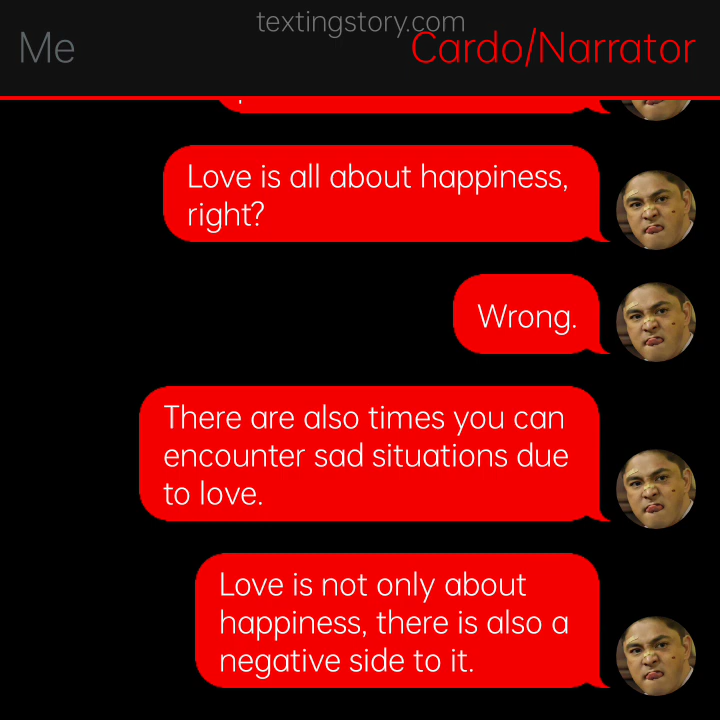 textingstory.com
Me
Cardo/Narrator
Love is all about happiness,
right?
Wrong.
There are also times you can
encounter sad situations due
to love.
Love is not only about
happiness, there is also a
negative side to it.